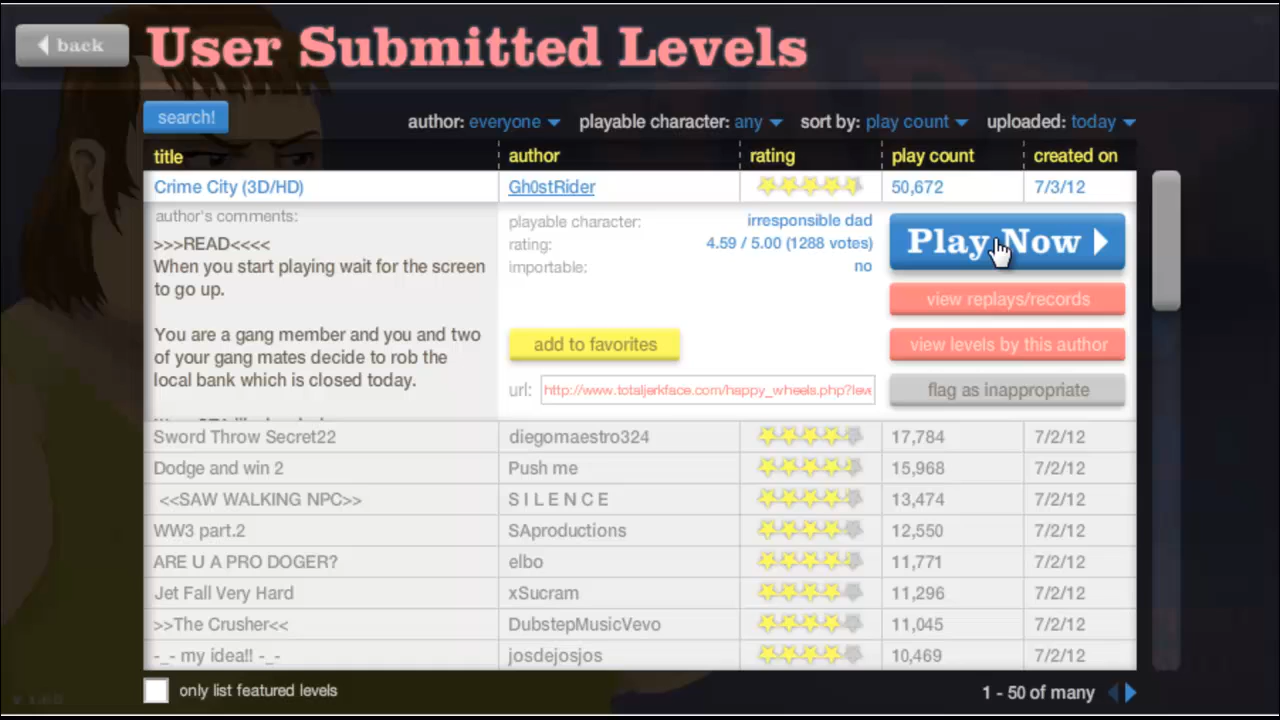 back
User Submitted Levels
search!
author: everyone playable character: any sort by: play count uploaded: today
title author rating play count created on
Crime City (3D/HD) Gh0stRider 50,672 7/3/12
author's comments:
>>>READ<<<<
When you start playing wait for the screen
to go up.
You are a gang member and you and two
of your gang mates decide to rob the
local bank which is closed today.
playable character: irresponsible dad
rating: 4.59 / 5.00 (1288 votes)
importable: no
add to favorites
url: http://www.totaljerkface.com/happy_wheels.php?lev
Play Now
view replays/records
view levels by this author
flag as inappropriate
Sword Throw Secret22 diegomaestro324 17,784 7/2/12
Dodge and win 2 Push me 15,968 7/2/12
<<SAW WALKING NPC>> S I L E N C E 13,474 7/2/12
WW3 part.2 SAproductions 12,550 7/2/12
ARE U A PRO DOGER? elbo 11,771 7/2/12
Jet Fall Very Hard xSucram 11,296 7/2/12
>>The Crusher<< DubstepMusicVevo 11,045 7/2/12
-_- my idea!! -_- josdejosjos 10,469 7/2/12
only list featured levels
1 - 50 of many